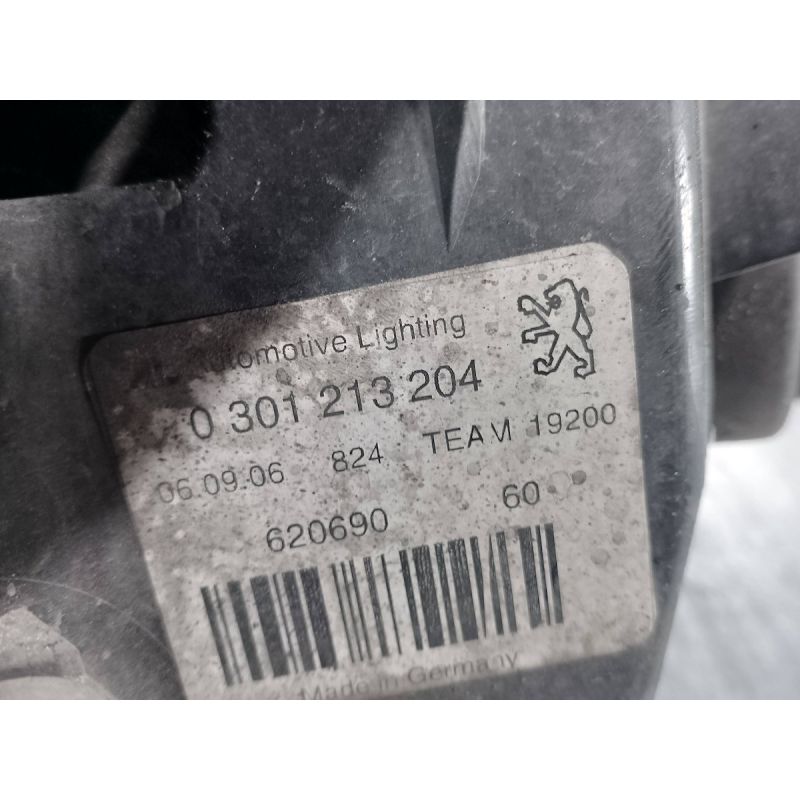 Automotive Lighting
0 301 213 204
06.09.06 824 TEAM 19200
620690 60
Made in Germany